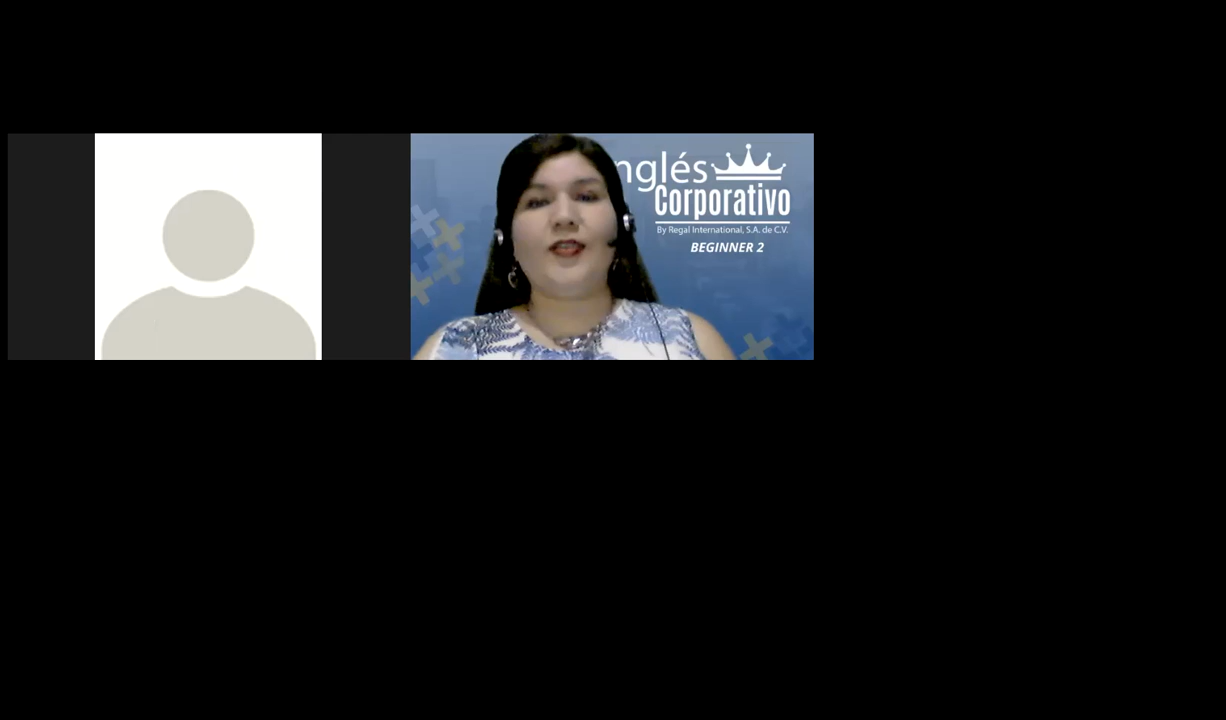 nglés
Corporativo
By Regal International, S.A. de C.V.
BEGINNER 2